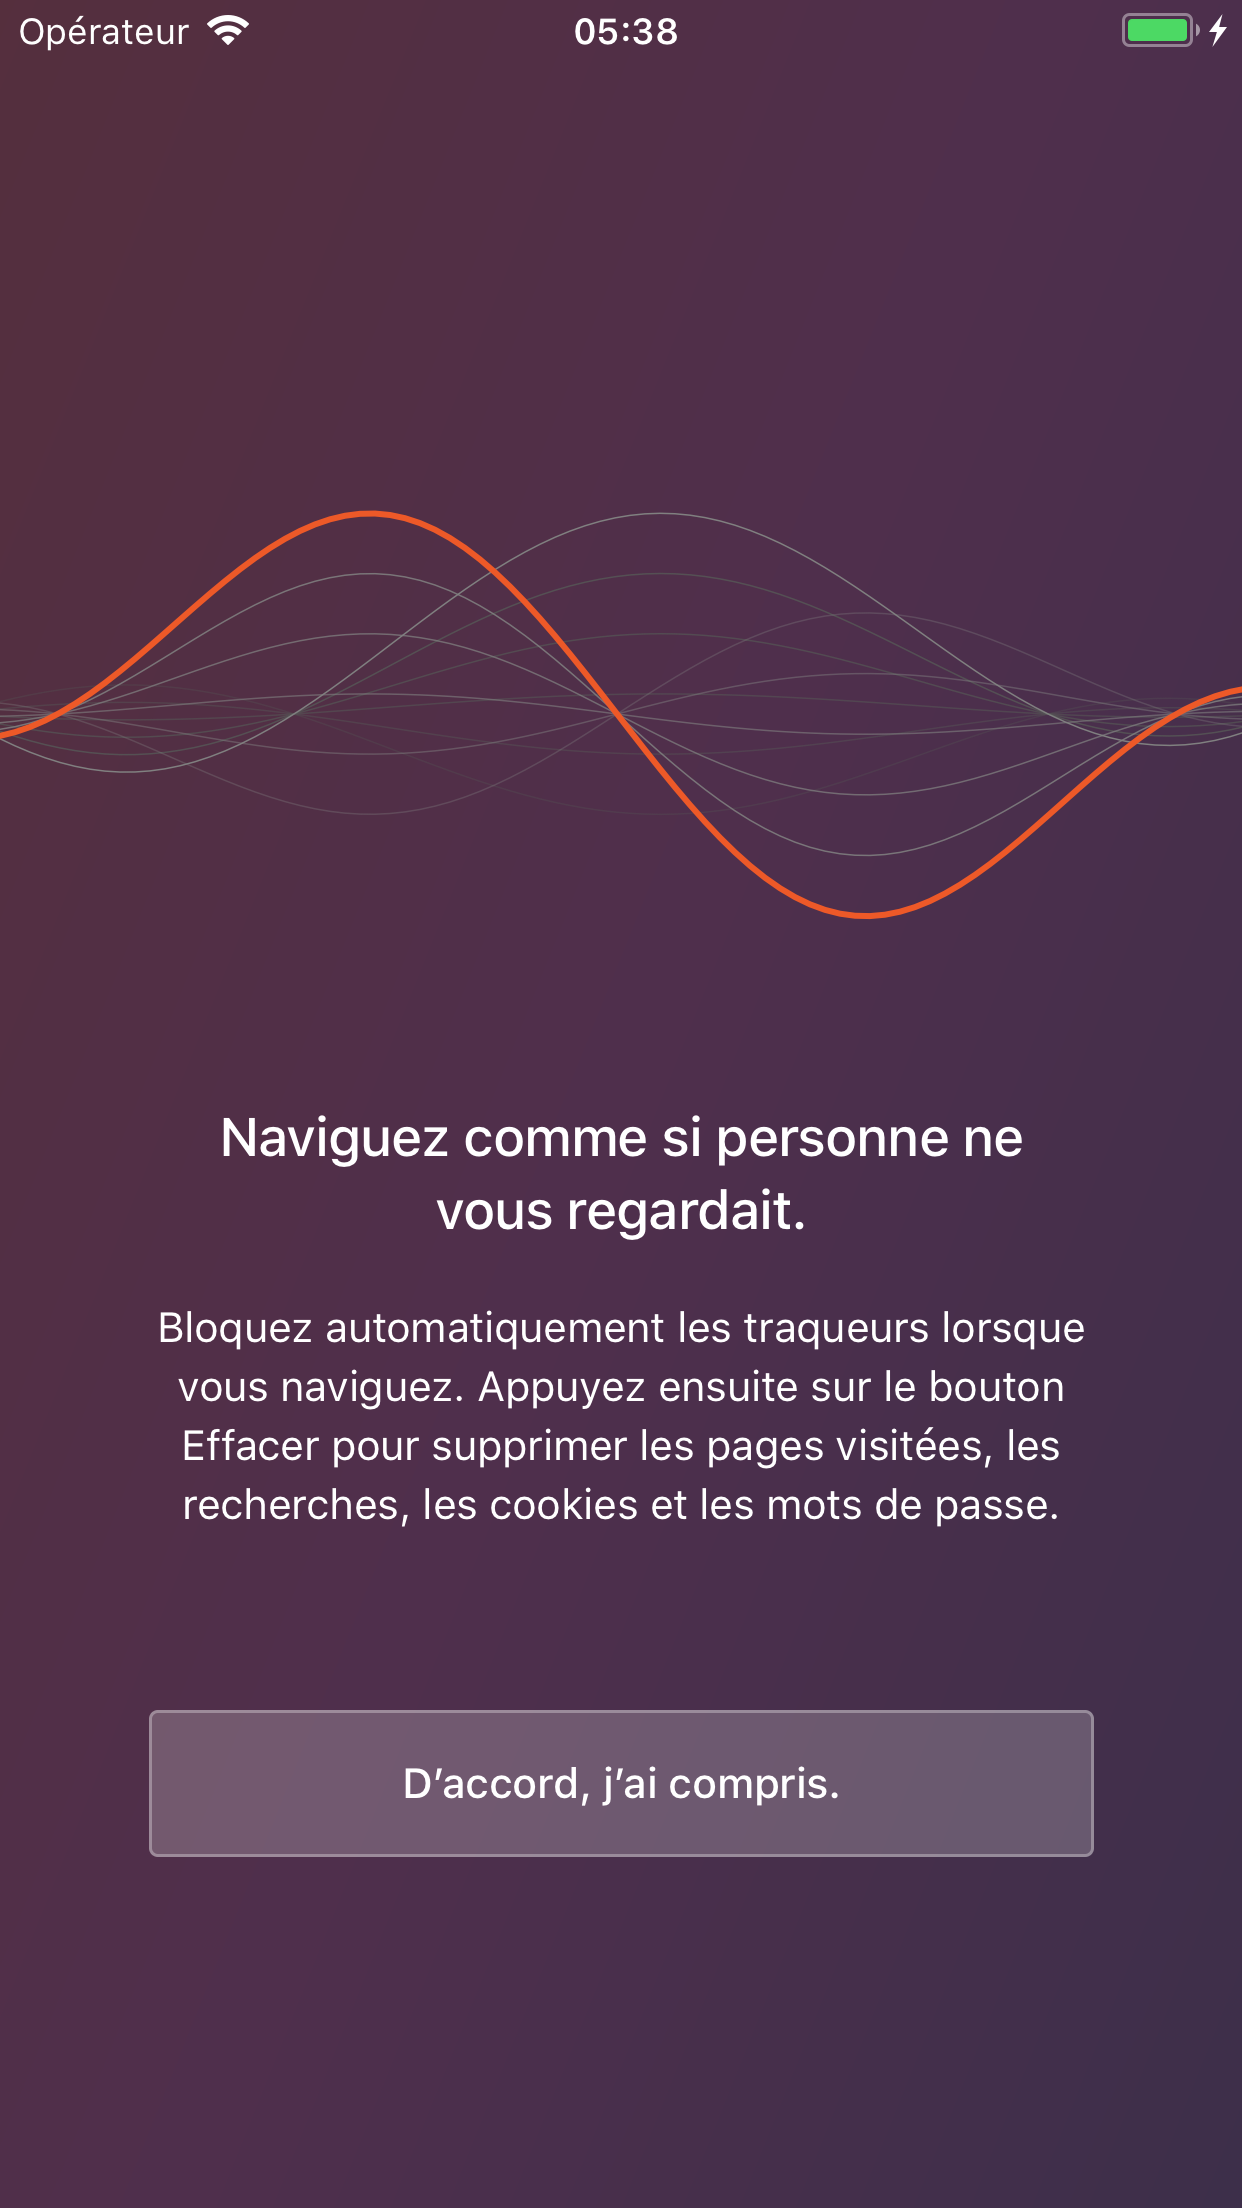 Opérateur 05:38
Naviguez comme si personne ne
vous regardait.
Bloquez automatiquement les traqueurs lorsque
vous naviguez. Appuyez ensuite sur le bouton
Effacer pour supprimer les pages visitées, les
recherches, les cookies et les mots de passe.
D’accord, j’ai compris.